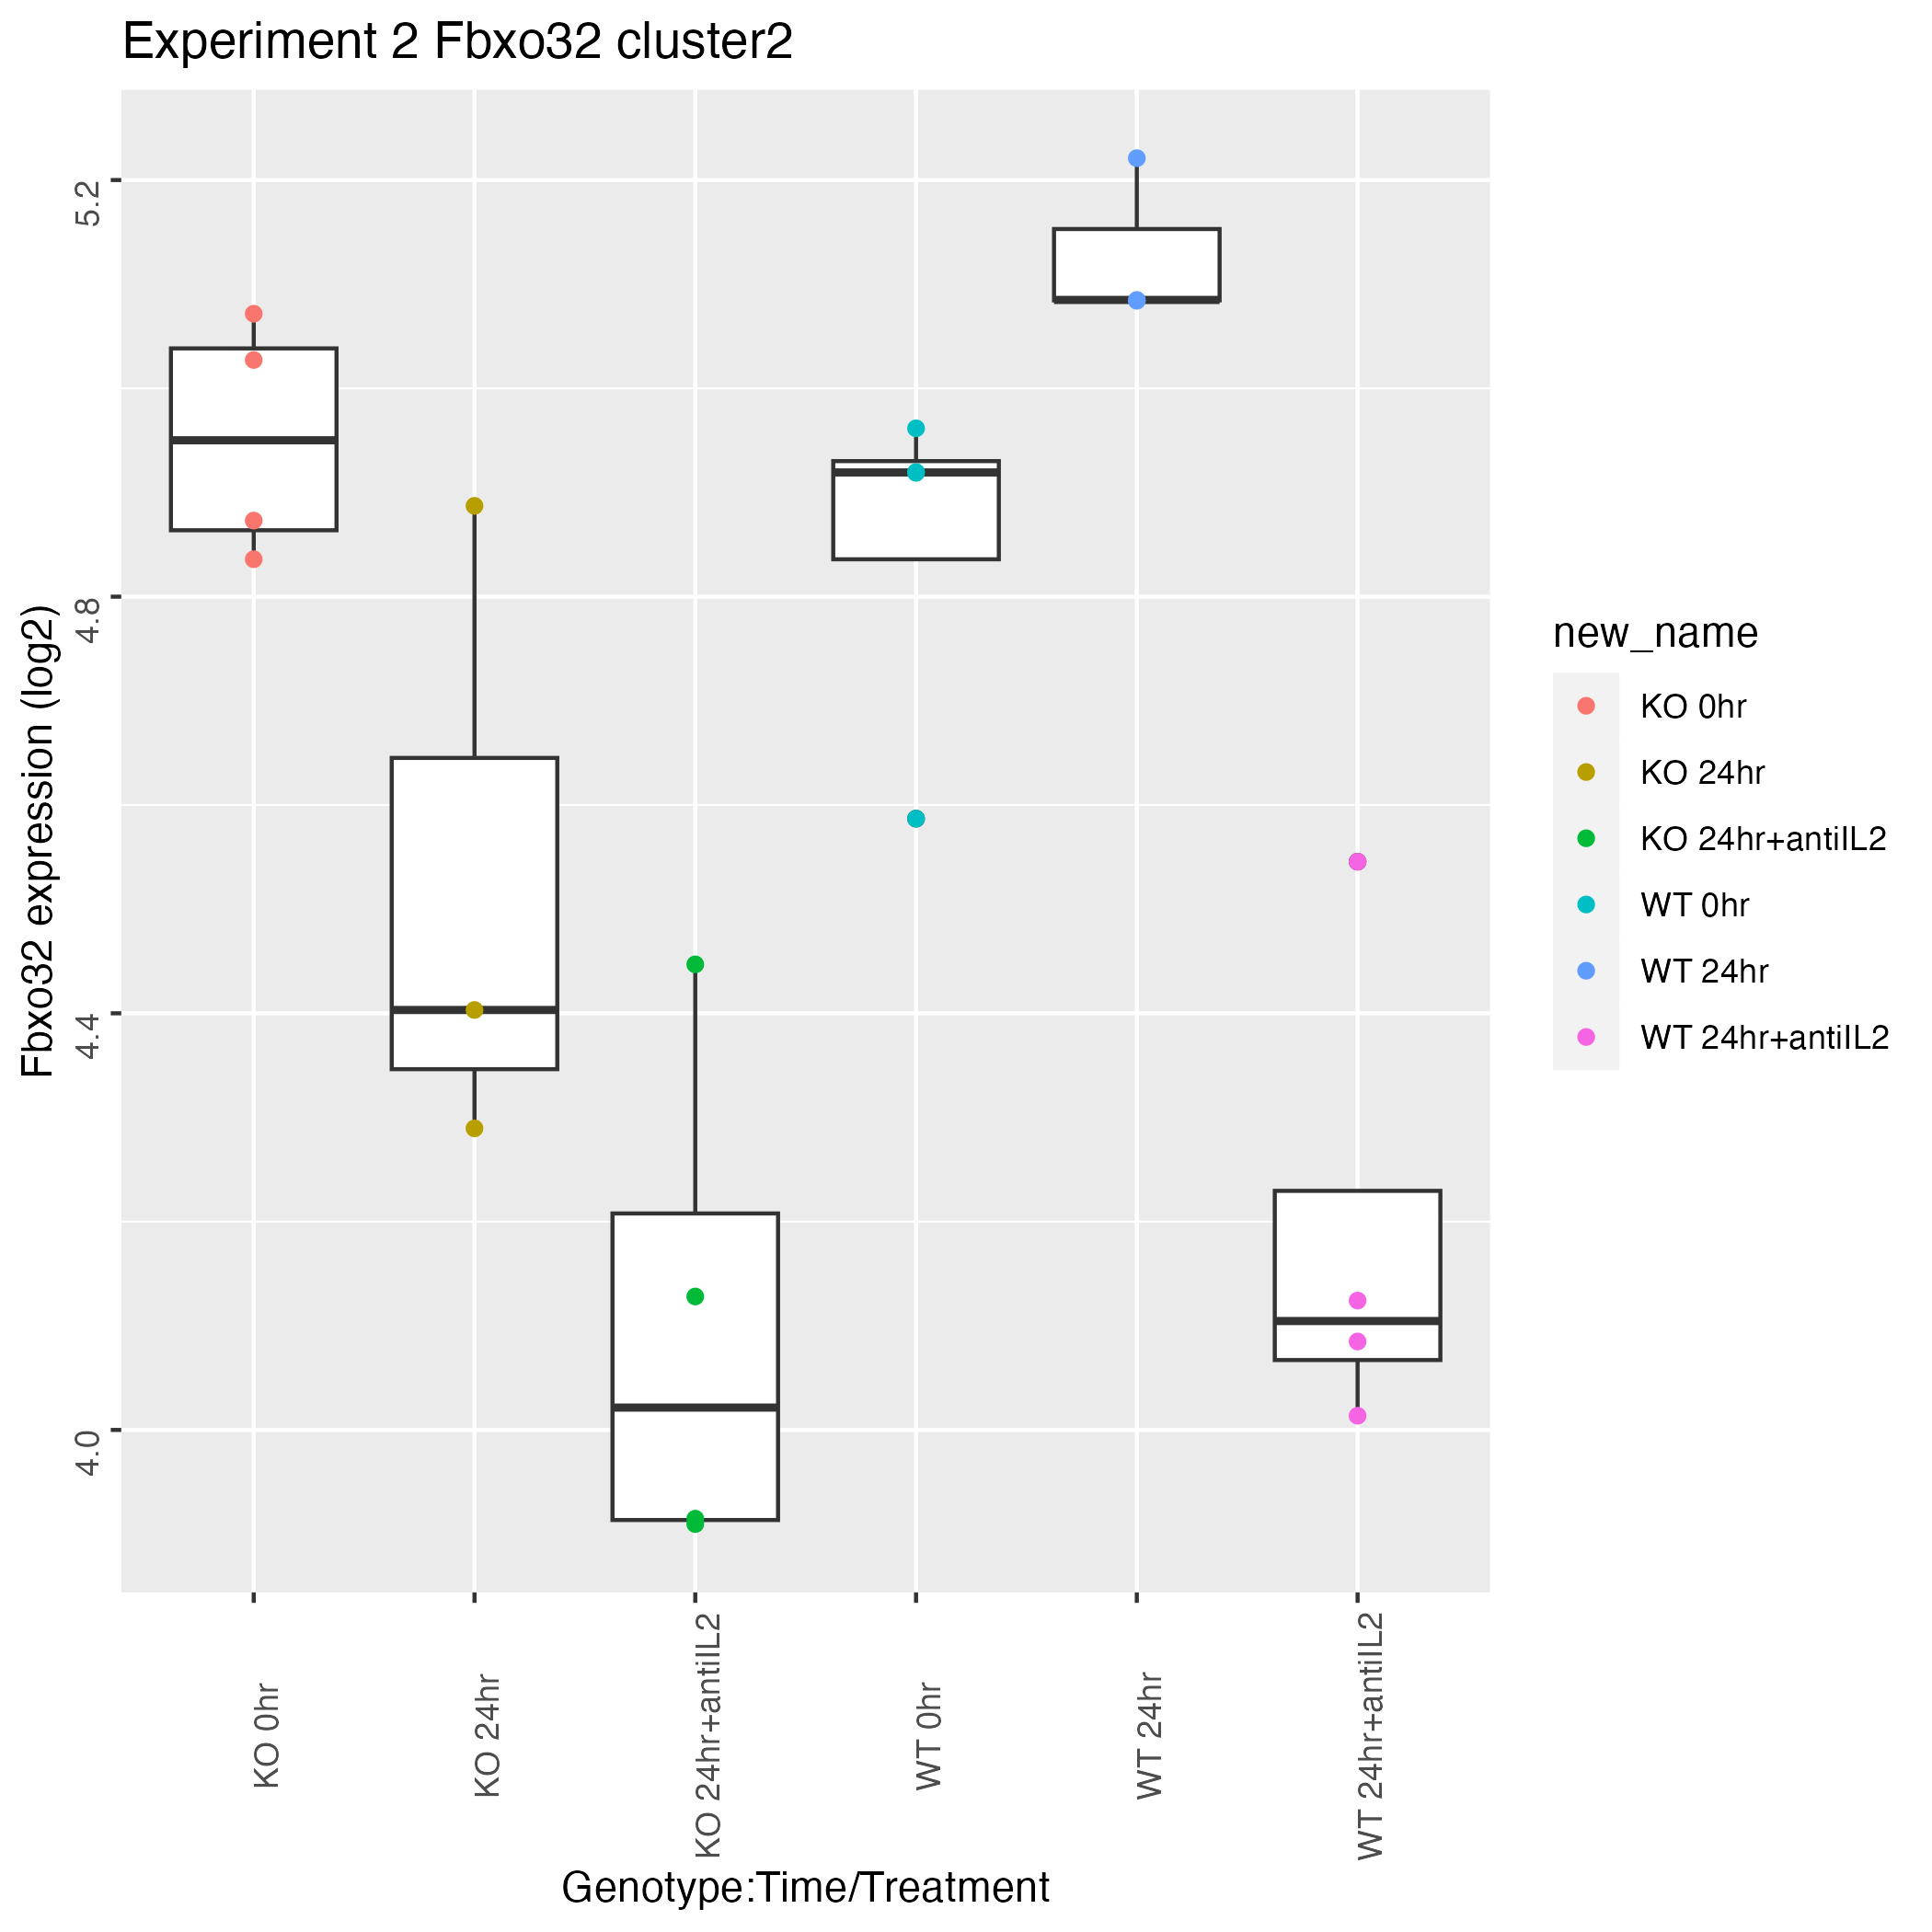 Experiment 2 Fbxo32 cluster2
Fbxo32 expression (log2)
5.2
4.8
4.4
4.0
KO 0hr
KO 24hr
KO 24hr+antiIL2
WT 0hr
WT 24hr
WT 24hr+antiIL2
Genotype:Time/Treatment
new_name
KO 0hr
KO 24hr
KO 24hr+antiIL2
WT 0hr
WT 24hr
WT 24hr+antiIL2